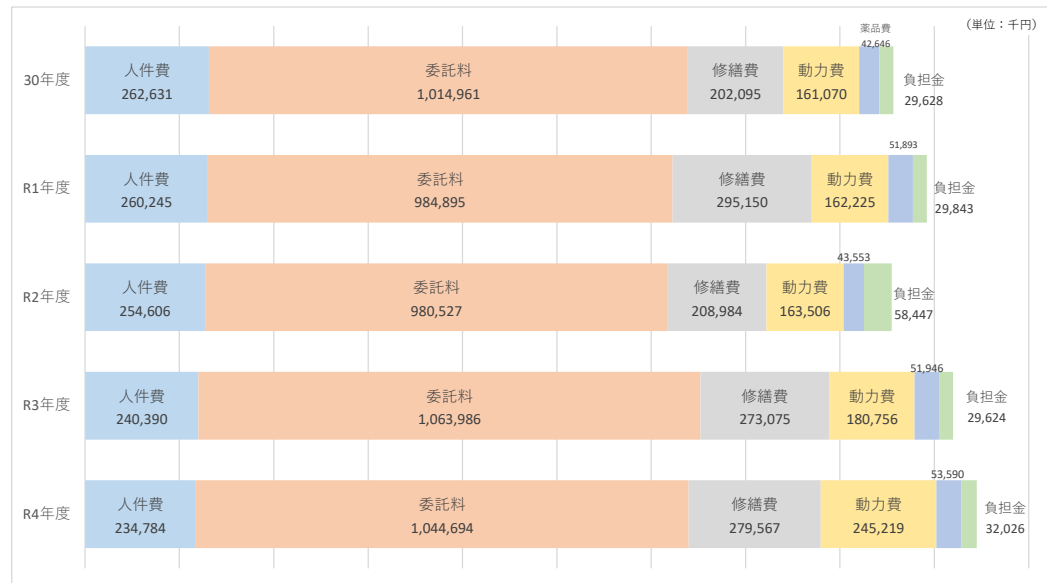 (単位：千円)
薬品費
42,646
30年度
人件費
262,631
委託料
1,014,961
修繕費
202,095
動力費
161,070
負担金
29,628
51,893
R1年度
人件費
260,245
委託料
984,895
修繕費
295,150
動力費
162,225
負担金
29,843
43,553
R2年度
人件費
254,606
委託料
980,527
修繕費
208,984
動力費
163,506
負担金
58,447
51,946
R3年度
人件費
240,390
委託料
1,063,986
修繕費
273,075
動力費
180,756
負担金
29,624
53,590
R4年度
人件費
234,784
委託料
1,044,694
修繕費
279,567
動力費
245,219
負担金
32,026